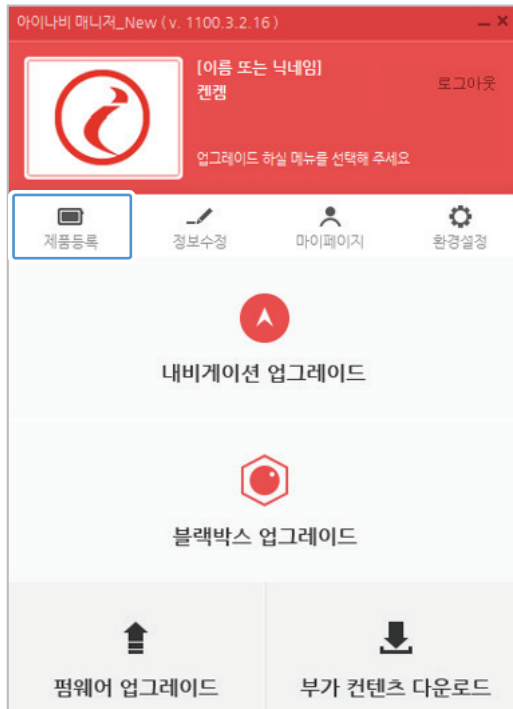 아이나비 매니저_New ( v. 1100.3.2.16 )
[이름 또는 닉네임]
켄켐
로그아웃
업그레이드 하실 메뉴를 선택해 주세요
제품등록
정보수정
마이페이지
환경설정
내비게이션 업그레이드
블랙박스 업그레이드
펌웨어 업그레이드
부가 컨텐츠 다운로드